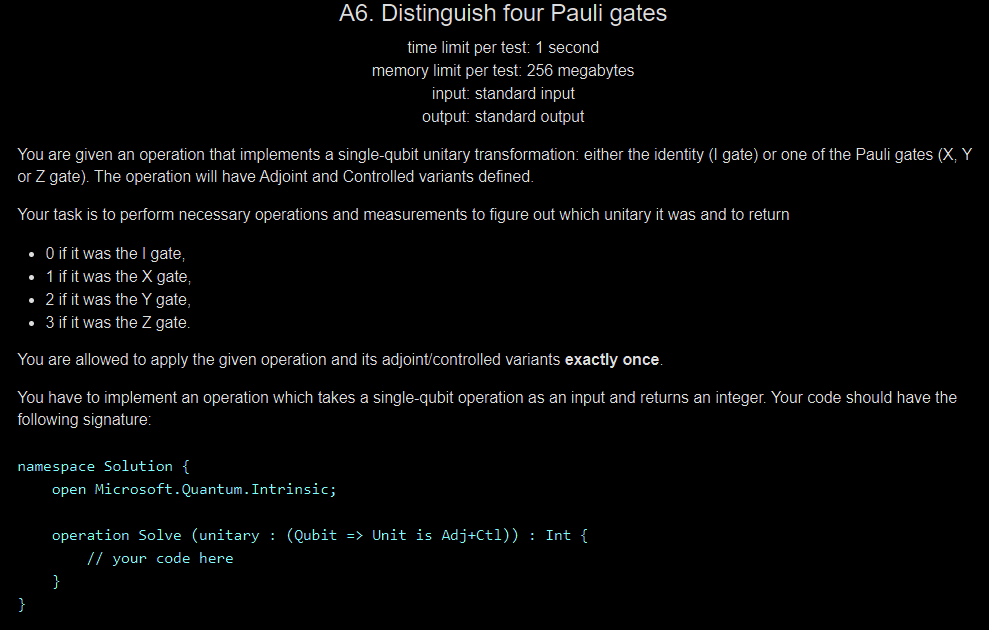 A6. Distinguish four Pauli gates
time limit per test: 1 second
memory limit per test: 256 megabytes
input: standard input
output: standard output
You are given an operation that implements a single-qubit unitary transformation: either the identity (I gate) or one of the Pauli gates (X, Y
or Z gate). The operation will have Adjoint and Controlled variants defined.
Your task is to perform necessary operations and measurements to figure out which unitary it was and to return
• 0 if it was the I gate,
• 1 if it was the X gate,
• 2 if it was the Y gate,
• 3 if it was the Z gate.
You are allowed to apply the given operation and its adjoint/controlled variants exactly once.
You have to implement an operation which takes a single-qubit operation as an input and returns an integer. Your code should have the
following signature:
namespace Solution {
    open Microsoft.Quantum.Intrinsic;
    operation Solve (unitary : (Qubit => Unit is Adj+Ctl)) : Int {
        // your code here
    }
}